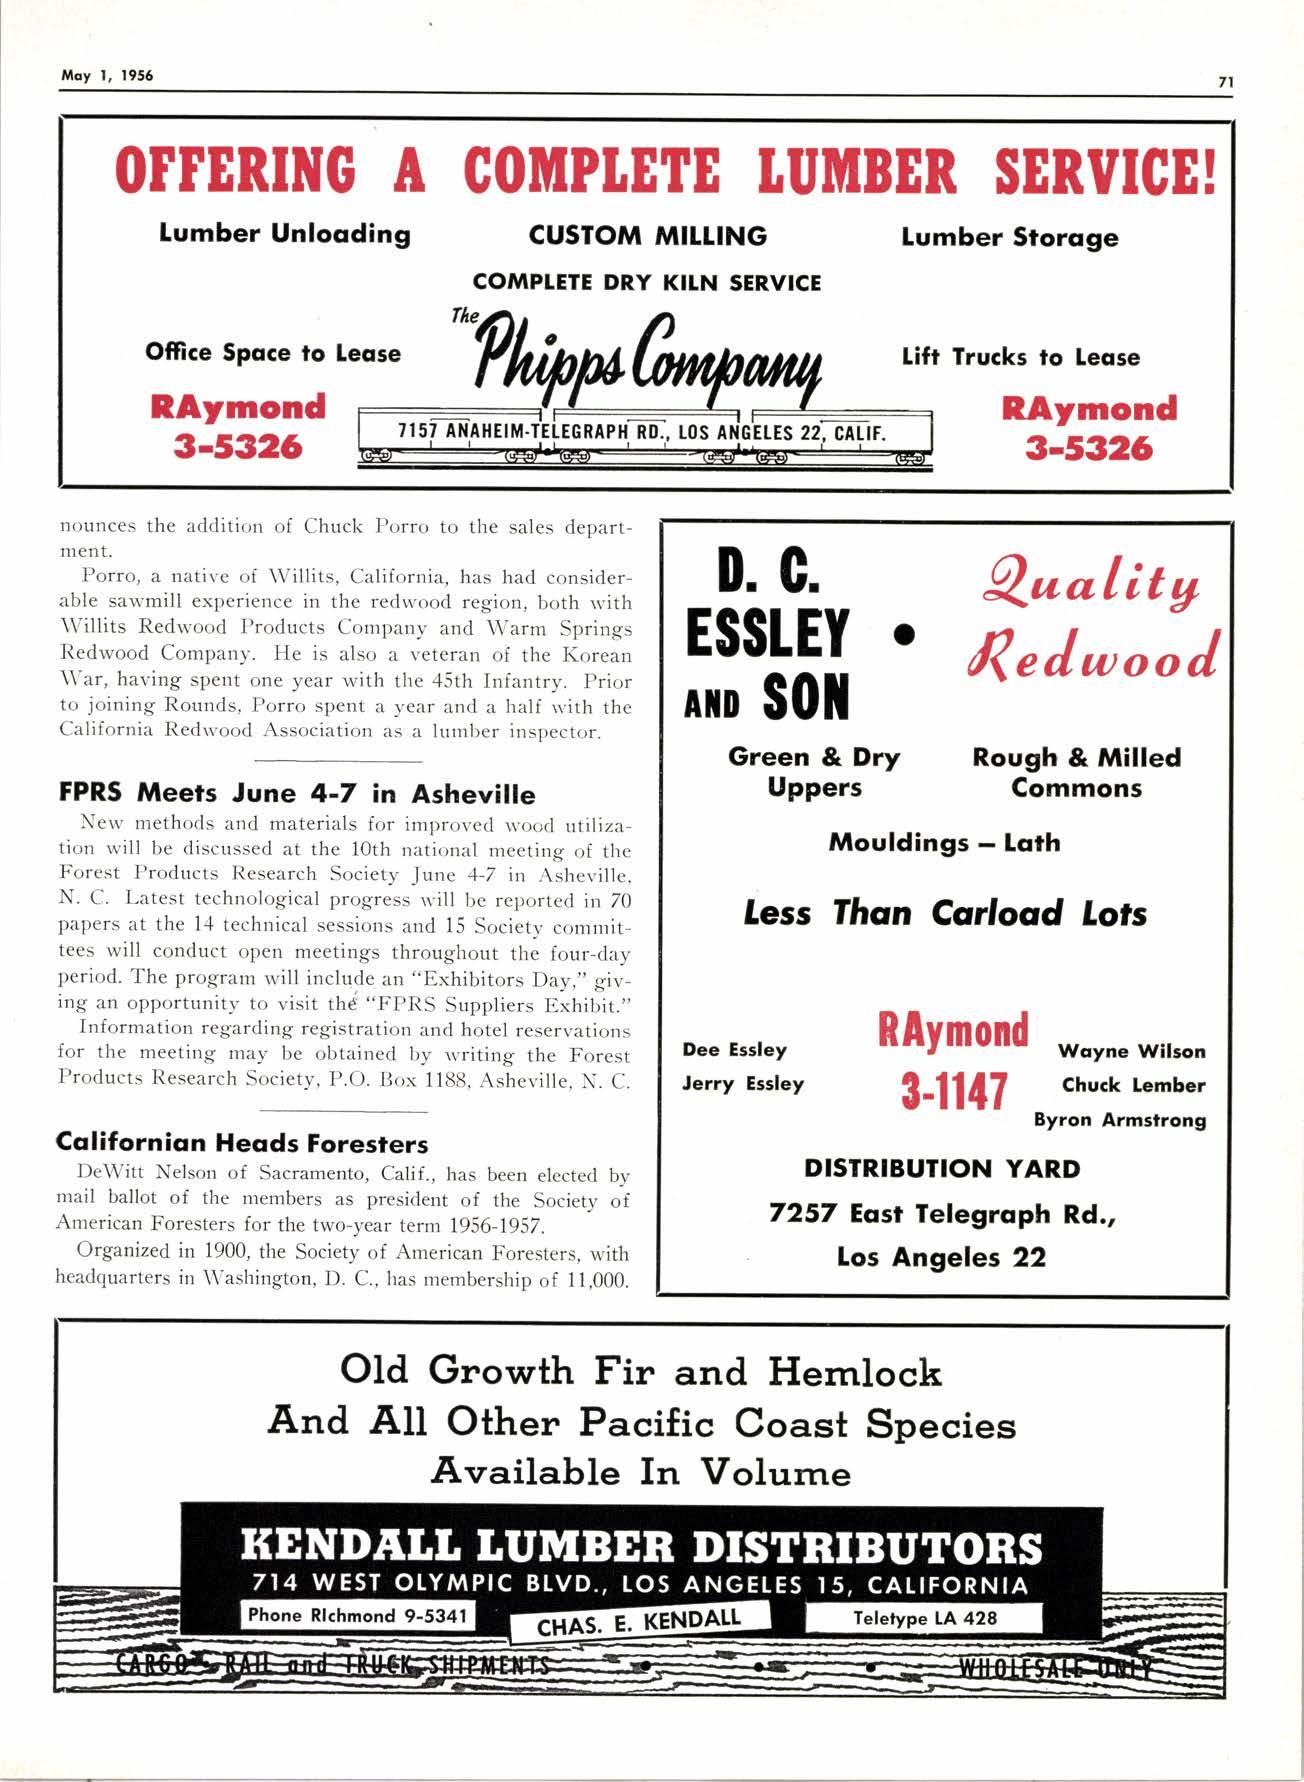 May 1, 1956
71
OFFERING A COMPLETE LUMBER SERVICE!
Lumber Unloading
CUSTOM MILLING
Lumber Storage
COMPLETE DRY KILN SERVICE
The Phipps Company
Office Space to Lease
Lift Trucks to Lease
RAymond
3-5326
7157 ANAHEIM-TELEGRAPH RD., LOS ANGELES 22, CALIF.
RAymond
3-5326
nounces the addition of Chuck Porro to the sales depart-
ment.
Porro, a native of Willits, California, has had consider-
able sawmill experience in the redwood region, both with
Willits Redwood Products Company and Warm Springs
Redwood Company. He is also a veteran of the Korean
War, having spent one year with the 45th Infantry. Prior
to joining Rounds, Porro spent a year and a half with the
California Redwood Association as a lumber inspector.
FPRS Meets June 4-7 in Asheville
New methods and materials for improved wood utiliza-
tion will be discussed at the 10th national meeting of the
Forest Products Research Society June 4-7 in Asheville,
N. C. Latest technological progress will be reported in 70
papers at the 14 technical sessions and 15 Society commit-
tees will conduct open meetings throughout the four-day
period. The program will include an "Exhibitors Day," giv-
ing an opportunity to visit the "FPRS Suppliers Exhibit."
Information regarding registration and hotel reservations
for the meeting may be obtained by writing the Forest
Products Research Society, P.O. Box 1188, Asheville, N. C.
Californian Heads Foresters
DeWitt Nelson of Sacramento, Calif., has been elected by
mail ballot of the members as president of the Society of
American Foresters for the two-year term 1956-1957.
Organized in 1900, the Society of American Foresters, with
headquarters in Washington, D. C., has membership of 11,000.
D. C.
ESSLEY •
AND SON
Quality
Redwood
Green & Dry
Uppers
Rough & Milled
Commons
Mouldings — Lath
Less Than Carload Lots
Dee Essley
Jerry Essley
RAymond
3-1147
Wayne Wilson
Chuck Lember
Byron Armstrong
DISTRIBUTION YARD
7257 East Telegraph Rd.,
Los Angeles 22
Old Growth Fir and Hemlock
And All Other Pacific Coast Species
Available In Volume
KENDALL LUMBER DISTRIBUTORS
714 WEST OLYMPIC BLVD., LOS ANGELES 15, CALIFORNIA
Phone RIchmond 9-5341
CHAS. E. KENDALL
Teletype LA 428
CARGO • RAIL and TRUCK SHIPMENTS • • • WHOLESALE ONLY